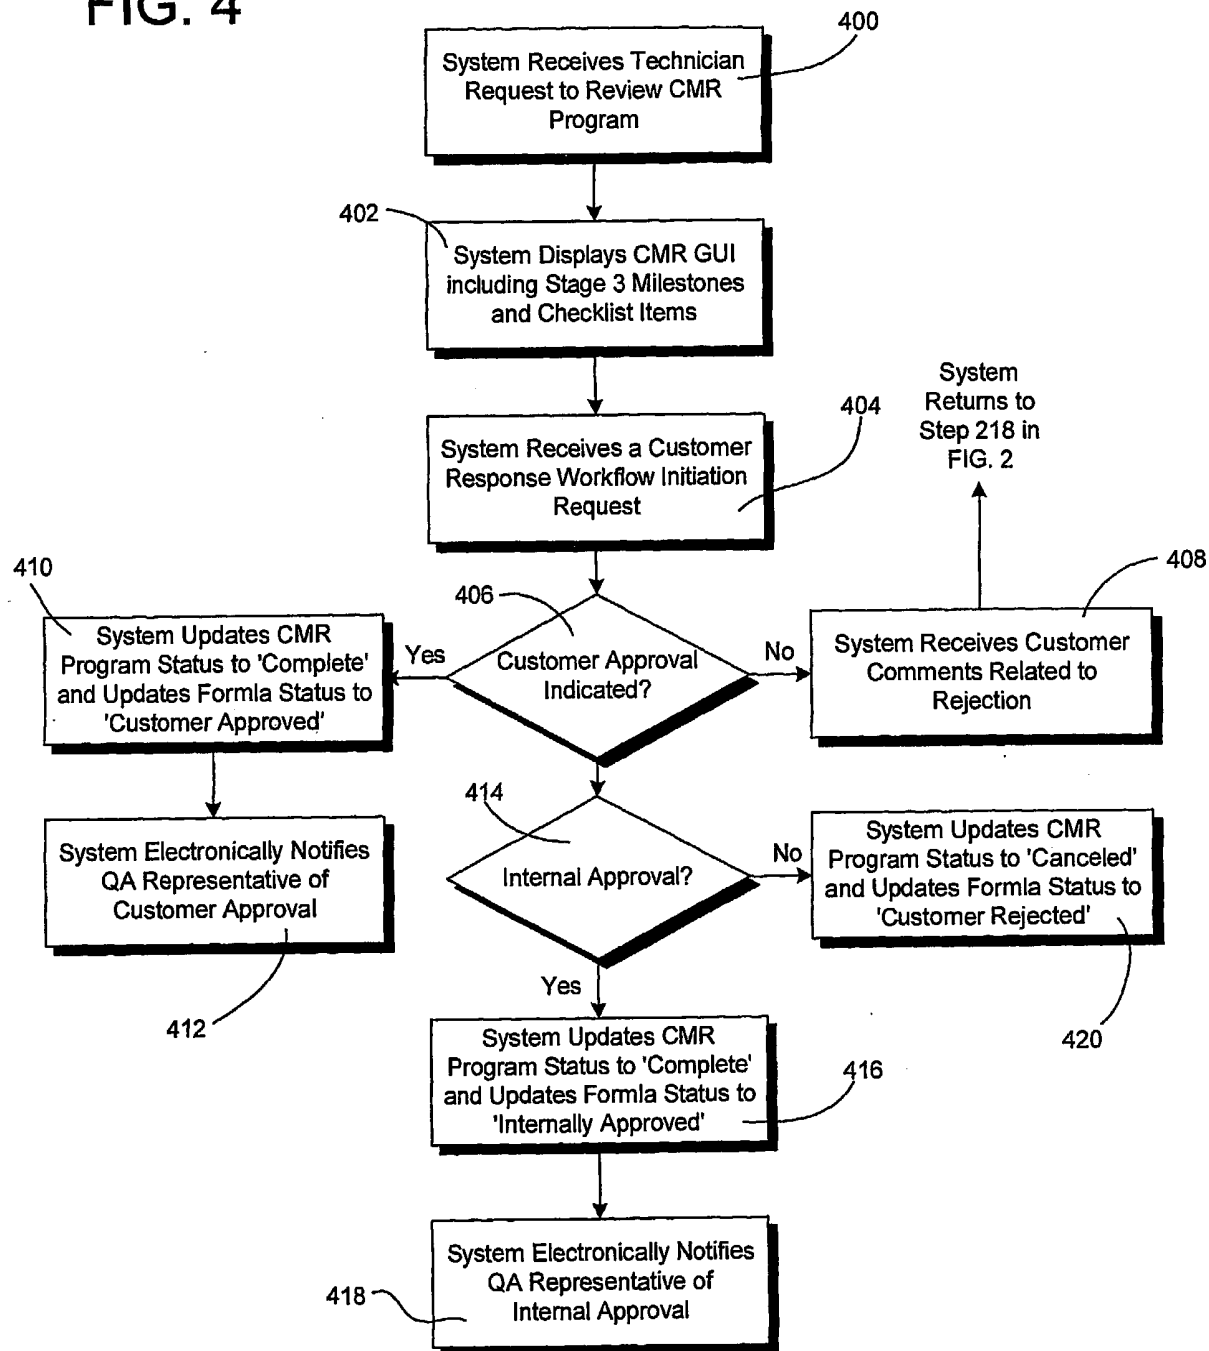 FIG. 4
400
System Receives Technician
Request to Review CMR
Program
402
System Displays CMR GUI
including Stage 3 Milestones
and Checklist Items
404
System Receives a Customer
Response Workflow Initiation
Request
System
Returns to
Step 218 in
FIG. 2
406
Customer Approval
Indicated?
Yes
No
408
System Receives Customer
Comments Related to
Rejection
410
System Updates CMR
Program Status to 'Complete'
and Updates Formla Status to
'Customer Approved'
412
System Electronically Notifies
QA Representative of
Customer Approval
414
Internal Approval?
No
Yes
System Updates CMR
Program Status to 'Canceled'
and Updates Formla Status to
'Customer Rejected'
420
System Updates CMR
Program Status to 'Complete'
and Updates Formla Status to
'Internally Approved'
416
System Electronically Notifies
QA Representative of
Internal Approval
418